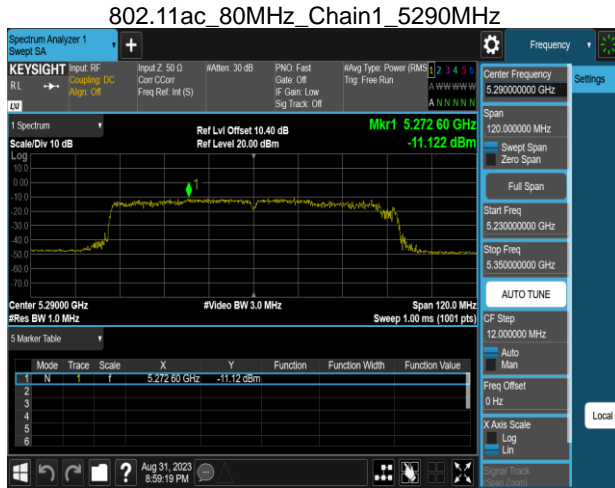 802.11ac_80MHz_Chain1_5290MHz
Spectrum Analyzer 1
Swept SA
+
Frequency
KEYSIGHT Input: RF Input Z: 50 Ω #Atten: 30 dB PNO: Fast #Avg Type: Power (RMS 1 2 3 4 5 6
RL Coupling: DC Corr CCorr Gate: Off Trig: Free Run A WW WW W
Align: Off Freq Ref: Int (S) IF Gain: Low
Sig Track: Off A N N N N N
LW
Center Frequency
5.290000000 GHz
Settings
1 Spectrum
Ref Lvl Offset 10.40 dB Mkr1 5.272 60 GHz
Scale/Div 10 dB Ref Level 20.00 dBm -11.122 dBm
Log
10.0
0.00
-10.0
-20.0
-30.0
-40.0
-50.0
-60.0
-70.0
1
Center 5.29000 GHz #Video BW 3.0 MHz Span 120.0 MHz
#Res BW 1.0 MHz Sweep 1.00 ms (1001 pts)
Span
120.000000 MHz
Swept Span
Zero Span
Full Span
Start Freq
5.230000000 GHz
Stop Freq
5.350000000 GHz
AUTO TUNE
CF Step
12.000000 MHz
Auto
Man
Freq Offset
0 Hz
X Axis Scale
Log
Lin
Signal Track
(Span Zoom)
Local
5 Marker Table
Mode Trace Scale X Y Function Function Width Function Value
1 N 1 f 5.272 60 GHz -11.12 dBm
2
3
4
5
6
?
Aug 31, 2023
8:59:19 PM